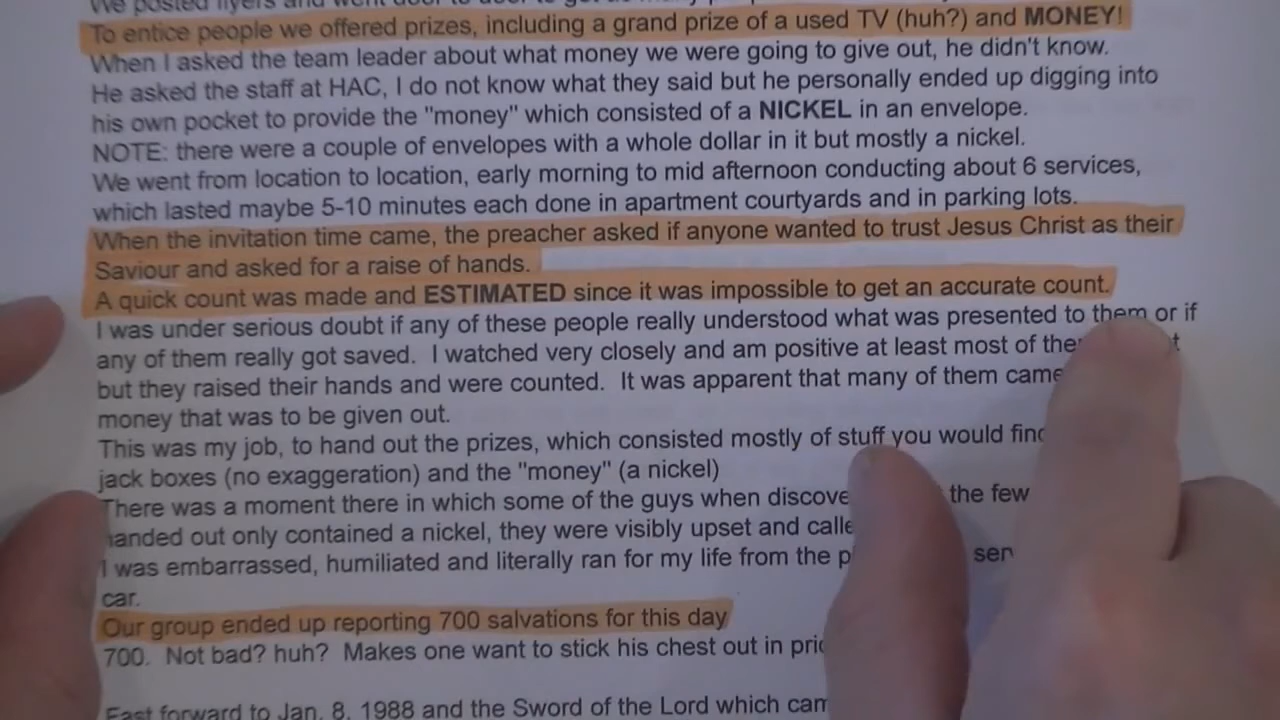 We posted flyers and went door to door to get as many p
To entice people we offered prizes, including a grand prize of a used TV (huh?) and MONEY!
When I asked the team leader about what money we were going to give out, he didn't know.
He asked the staff at HAC, I do not know what they said but he personally ended up digging into
his own pocket to provide the "money" which consisted of a NICKEL in an envelope.
NOTE: there were a couple of envelopes with a whole dollar in it but mostly a nickel.
We went from location to location, early morning to mid afternoon conducting about 6 services,
which lasted maybe 5-10 minutes each done in apartment courtyards and in parking lots.
When the invitation time came, the preacher asked if anyone wanted to trust Jesus Christ as their
Saviour and asked for a raise of hands.
A quick count was made and ESTIMATED since it was impossible to get an accurate count.
I was under serious doubt if any of these people really understood what was presented to them or if
any of them really got saved. I watched very closely and am positive at least most of the
but they raised their hands and were counted. It was apparent that many of them came
money that was to be given out.
This was my job, to hand out the prizes, which consisted mostly of stuff you would find
jack boxes (no exaggeration) and the "money" (a nickel)
There was a moment there in which some of the guys when discove the few
handed out only contained a nickel, they were visibly upset and calle
I was embarrassed, humiliated and literally ran for my life from the p ser
car.
Our group ended up reporting 700 salvations for this day
700. Not bad? huh? Makes one want to stick his chest out in pric
Fast forward to Jan. 8, 1988 and the Sword of the Lord which cam